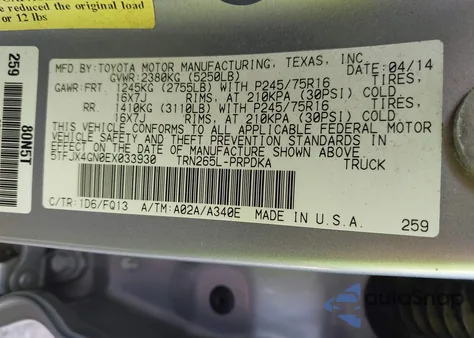 e reduced the original load
or 12 lbs
259
80N5T
MFD BY: TOYOTA MOTOR MANUFACTURING, TEXAS, INC.
GVWR: 2380KG (5250LB) DATE: 04/14
GAWR: FRT. 1245KG (2755LB) WITH P245/75R16 TIRES,
16X7J RIMS, AT 210KPA (30PSI) COLD.
RR. 1410KG (3110LB) WITH P245/75R16 TIRES,
16X7J RIMS, AT 210KPA (30PSI) COLD.
THIS VEHICLE CONFORMS TO ALL APPLICABLE FEDERAL MOTOR
VEHICLE SAFETY AND THEFT PREVENTION STANDARDS IN
EFFECT ON THE DATE OF MANUFACTURE SHOWN ABOVE.
5TFJX4GN0EX033930 TRN265L-PRPDKA TRUCK
C/TR: 1D6/FQ13 A/TM: A02A/A340E MADE IN U.S.A. 259
autoSnap